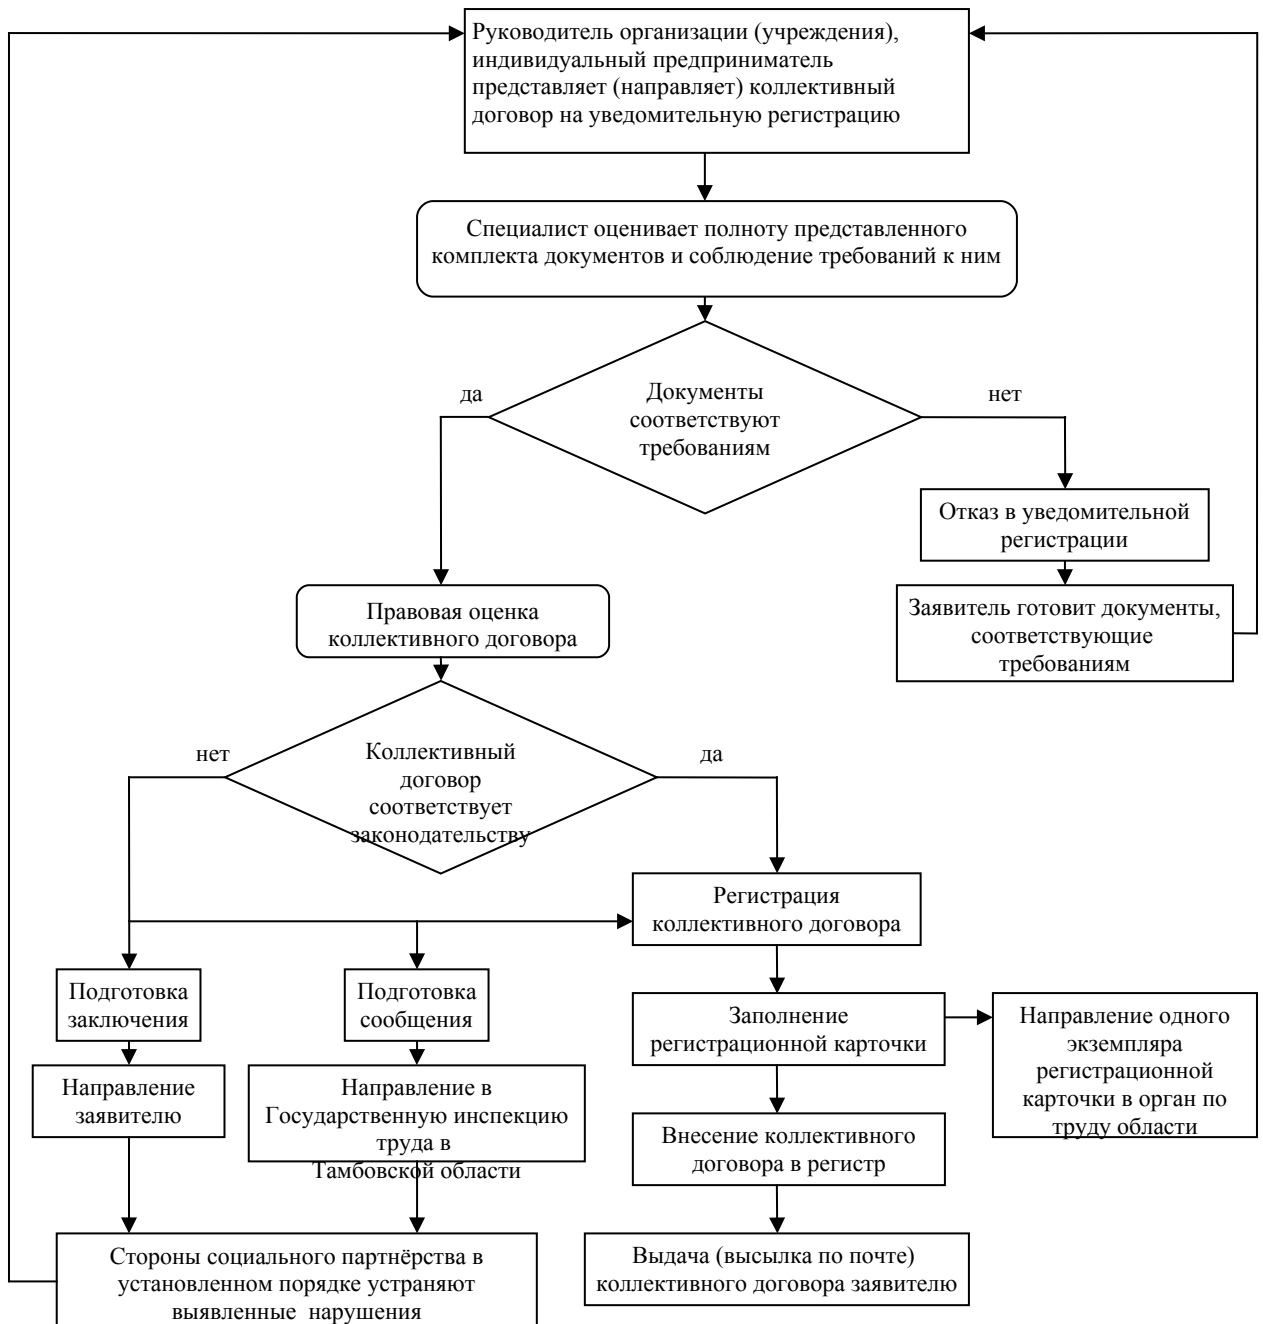 Руководитель организации (учреждения),
индивидуальный предприниматель
представляет (направляет) коллективный
договор на уведомительную регистрацию
Специалист оценивает полноту представленного
комплекта документов и соблюдение требований к ним
да
Документы
соответствуют
требованиям
нет
Отказ в уведомительной
регистрации
Заявитель готовит документы,
соответствующие
требованиям
Правовая оценка
коллективного договора
нет
Коллективный
договор
соответствует
законодательству
да
Регистрация
коллективного договора
Подготовка
заключения
Подготовка
сообщения
Заполнение
регистрационной карточки
Направление одного
экземпляра
регистрационной
карточки в орган по
труду области
Направление
заявителю
Направление в
Государственную инспекцию
труда в
Тамбовской области
Внесение коллективного
договора в регистр
Стороны социального партнёрства в
установленном порядке устраняют
выявленные  нарушения
Выдача (высылка по почте)
коллективного договора заявителю